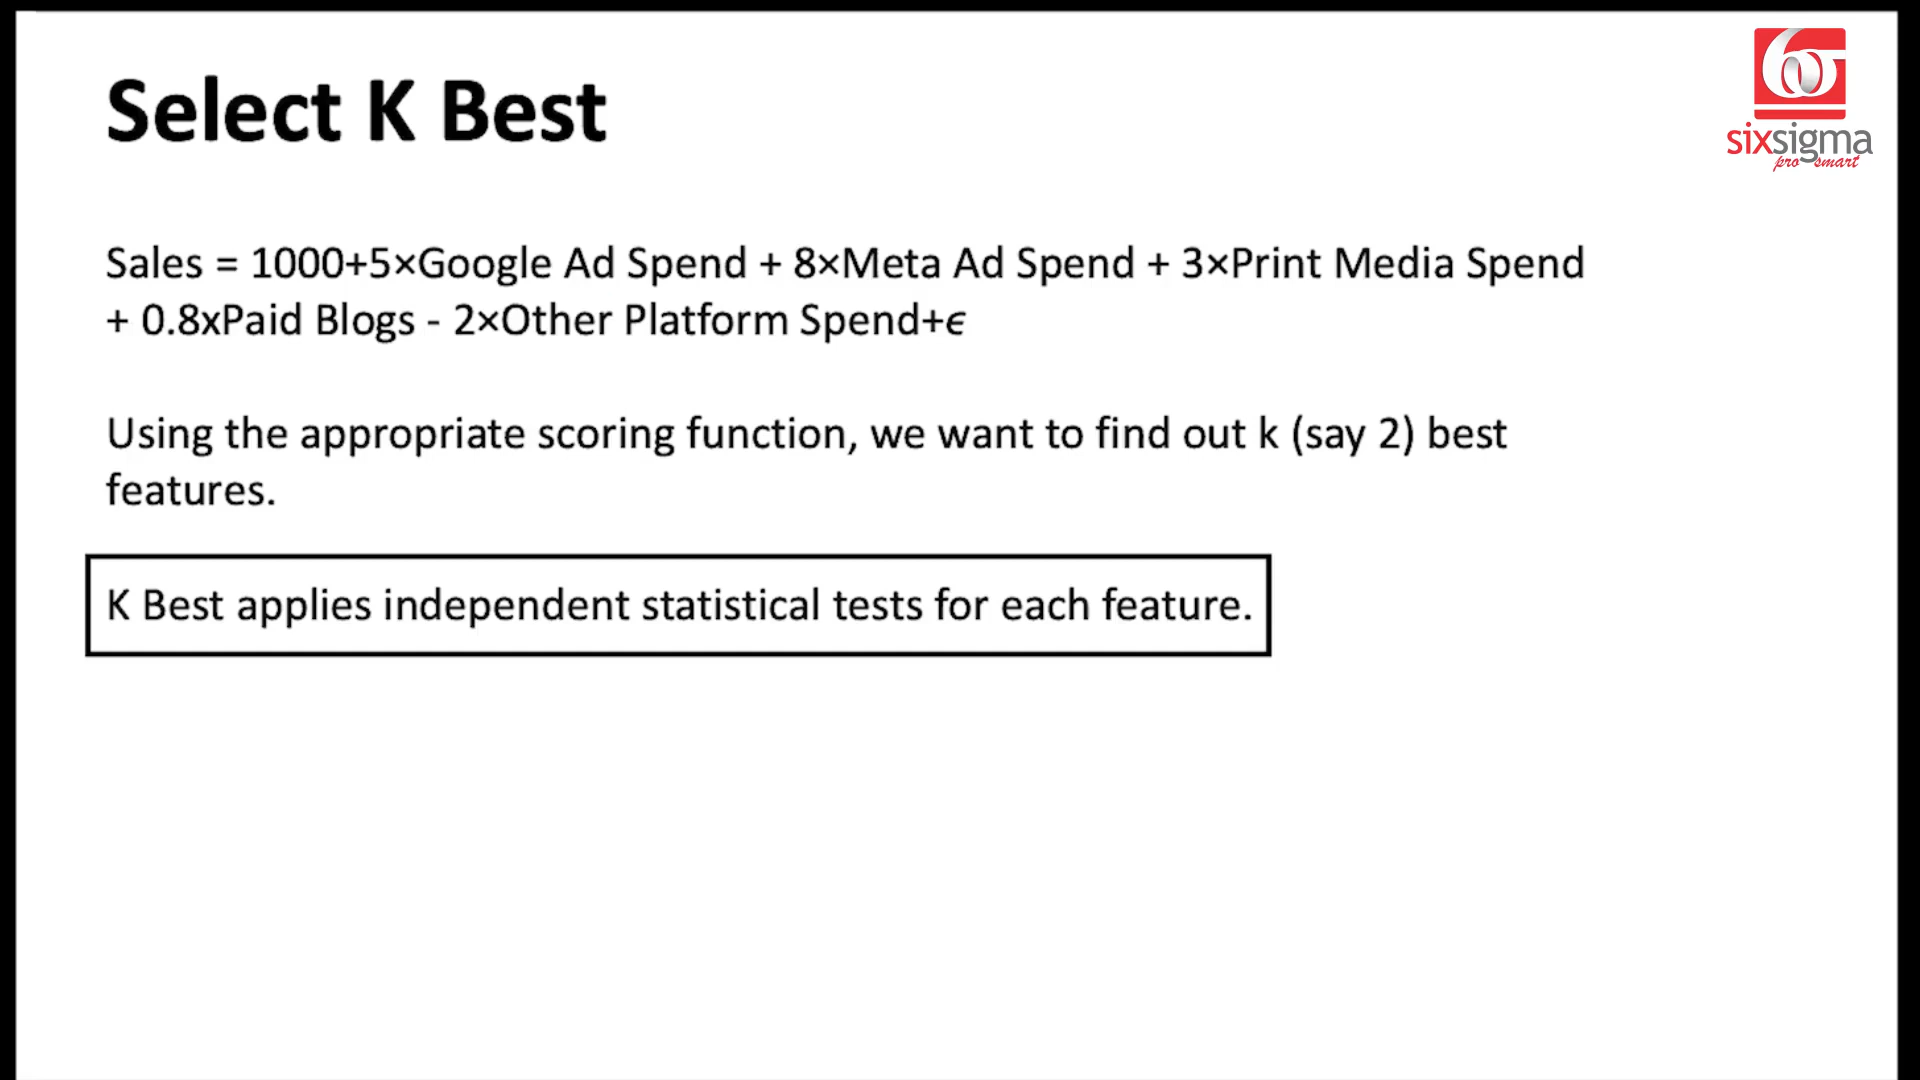 Select K Best
sixsigma
pro smart
Sales = 1000+5×Google Ad Spend + 8×Meta Ad Spend + 3×Print Media Spend
+ 0.8xPaid Blogs - 2×Other Platform Spend+ϵ
Using the appropriate scoring function, we want to find out k (say 2) best
features.
K Best applies independent statistical tests for each feature.